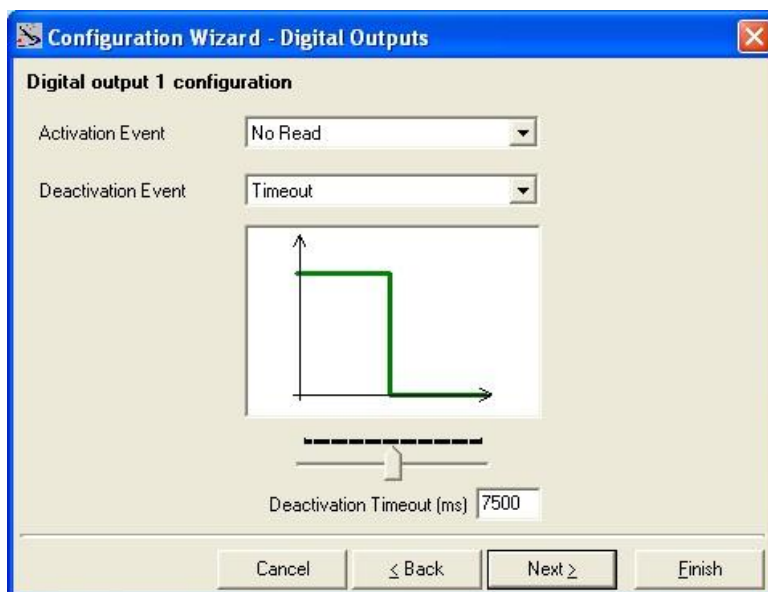 Configuration Wizard - Digital Outputs
Digital output 1 configuration
Activation Event No Read
Deactivation Event Timeout
Deactivation Timeout (ms) 7500
Cancel < Back Next > Finish